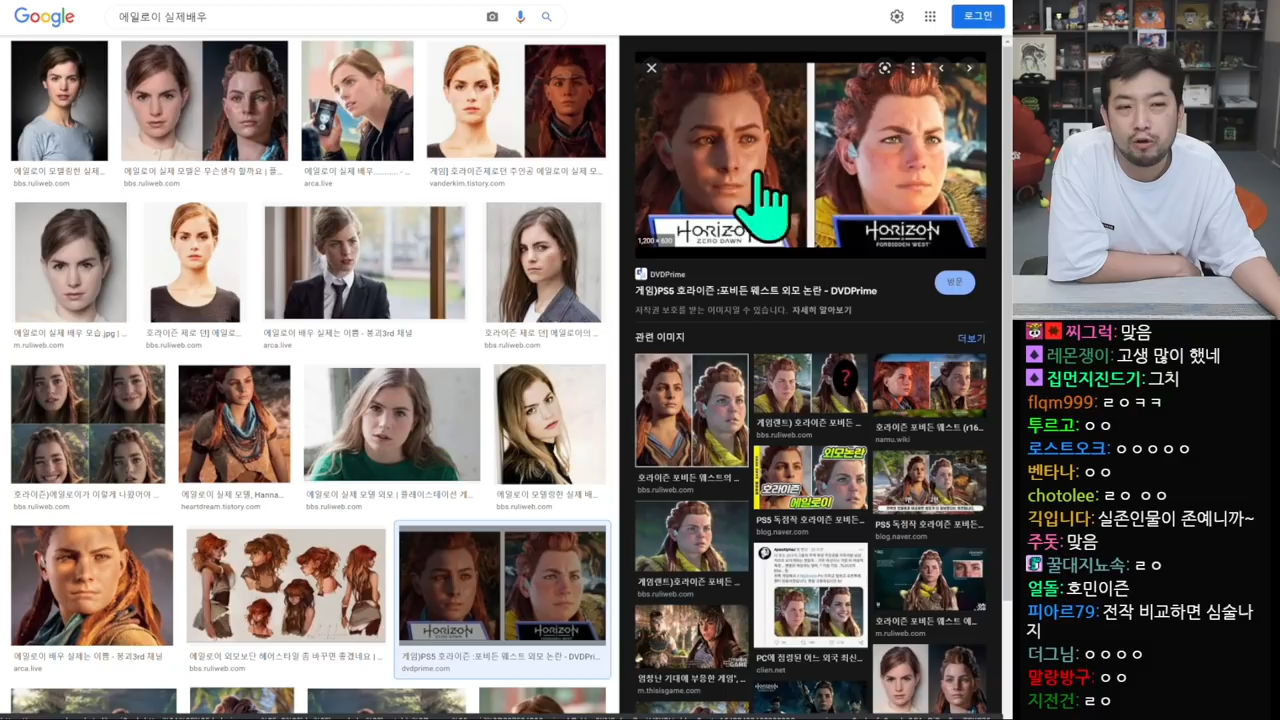 Google
에일로이 실제배우
로그인
에일로이 모델링한 실제...
bbs.ruliweb.com
에일로이 실제 모델은 무슨생각 할까요 | 플...
bbs.ruliweb.com
에일로이 실제 배우.......... - ...
arca.live
게임] 호라이즌제로던 주인공 에일로이 실제 모...
vanderkim.tistory.com
에일로이 실제 배우 모습.jpg | ...
m.ruliweb.com
호라이즌 제로 던] 에일로...
bbs.ruliweb.com
에일로이 배우 실제는 이쁨 - 붕괴3rd 채널
arca.live
호라이즌 제로 던] 에일로이의 ...
bbs.ruliweb.com
호라이즌)에일로이가 이렇게 나왔어야 ...
bbs.ruliweb.com
에일로이 실제 모델, Hanna...
heartdream.tistory.com
에일로이 실제 모델 외모 | 플레이스테이션 게...
bbs.ruliweb.com
에일로이 모델링한 실제 배...
bbs.ruliweb.com
에일로이 배우 실제는 이쁨 - 붕괴3rd 채널
arca.live
에일로이 외모보단 헤어스타일 좀 바꾸면 좋겠네요 | ...
bbs.ruliweb.com
HORIZON
HORIZON
게임)PS5 호라이즌 :포비든 웨스트 외모 논란 - DVDPri...
dvdprime.com
HORIZON
ZERO DAWN
HORIZON
FORBIDDEN WEST
1,200 × 630
DVDPrime
방문
게임)PS5 호라이즌 :포비든 웨스트 외모 논란 - DVDPrime
저작권 보호를 받는 이미지일 수 있습니다. 자세히 알아보기
관련 이미지
더보기
호라이즌 포비든 웨스트의 ...
bbs.ruliweb.com
?
게임랜트) 호라이즌 포비든 ...
bbs.ruliweb.com
호라이즌 포비든 웨스트 (r16...
namu.wiki
외모논란
호라이즌
에일로이
PS5 독점작 호라이즌 포비든...
blog.naver.com
PS5 독점작 호라이즌 포비든...
blog.naver.com
게임랜트)호라이즌 포비든 ...
bbs.ruliweb.com
PC에 점령된 어느 외국 최신...
clien.net
호라이즌 포비든 웨스트 에...
m.ruliweb.com
엄청난 기대에 부응한 게임', ...
m.thisisgame.com
찌그럭: 맞음
레몬쟁이: 고생 많이 했네
집먼지진드기: 그치
flqm999: ㄹㅇㅋㅋ
투르고: ㅇㅇ
로스트오크: ㅇㅇㅇㅇㅇ
벤타나: ㅇㅇ
chotolee: ㄹㅇ ㅇㅇ
긱입니다: 실존인물이 존예니까~
주돗: 맞음
꿀대지뇨속: ㄹㅇ
얼돌: 호민이즌
피아르79: 전작 비교하면 심술나
지
더그님: ㅇㅇㅇㅇ
말랑방구: ㅇㅇ
지전건: ㄹㅇ